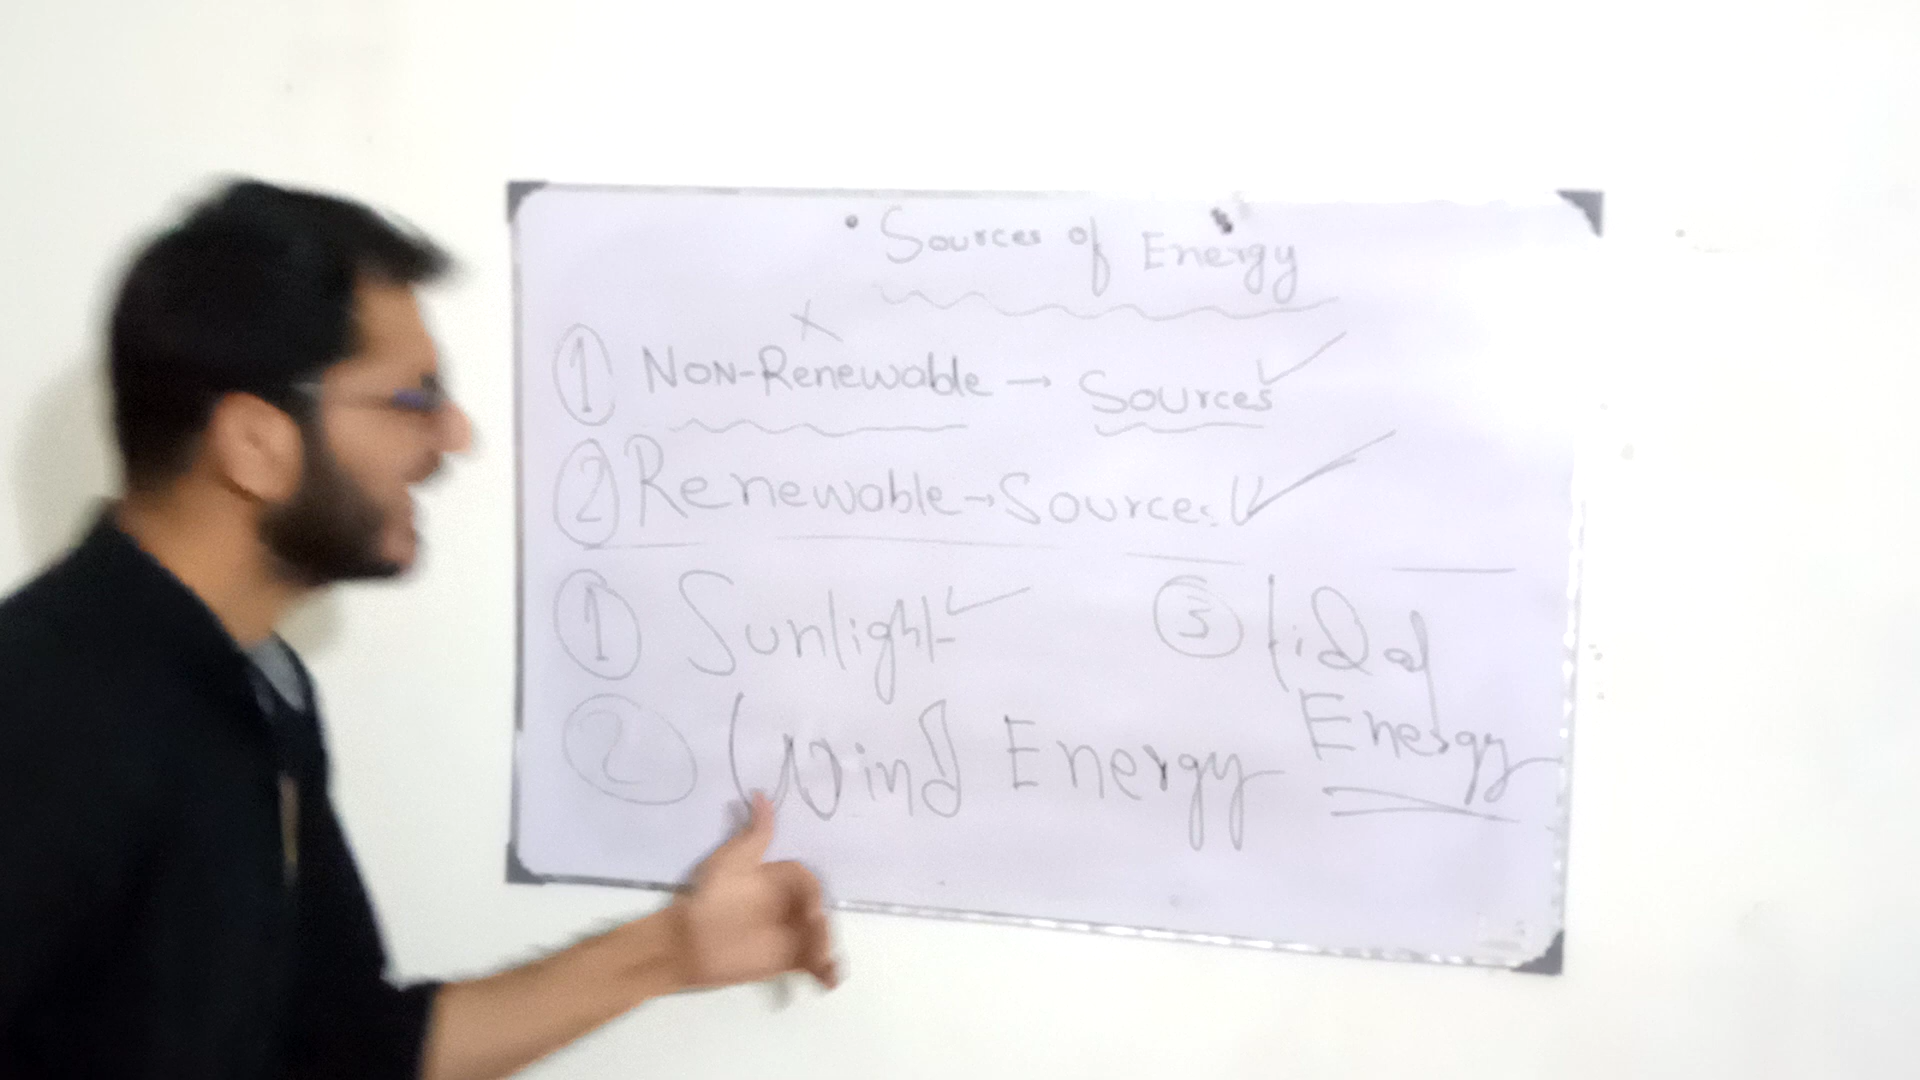 Sources of Energy
① Non-Renewable → Sources
② Renewable → Sources
① Sunlight
② Wind Energy
③ tidal
Energy